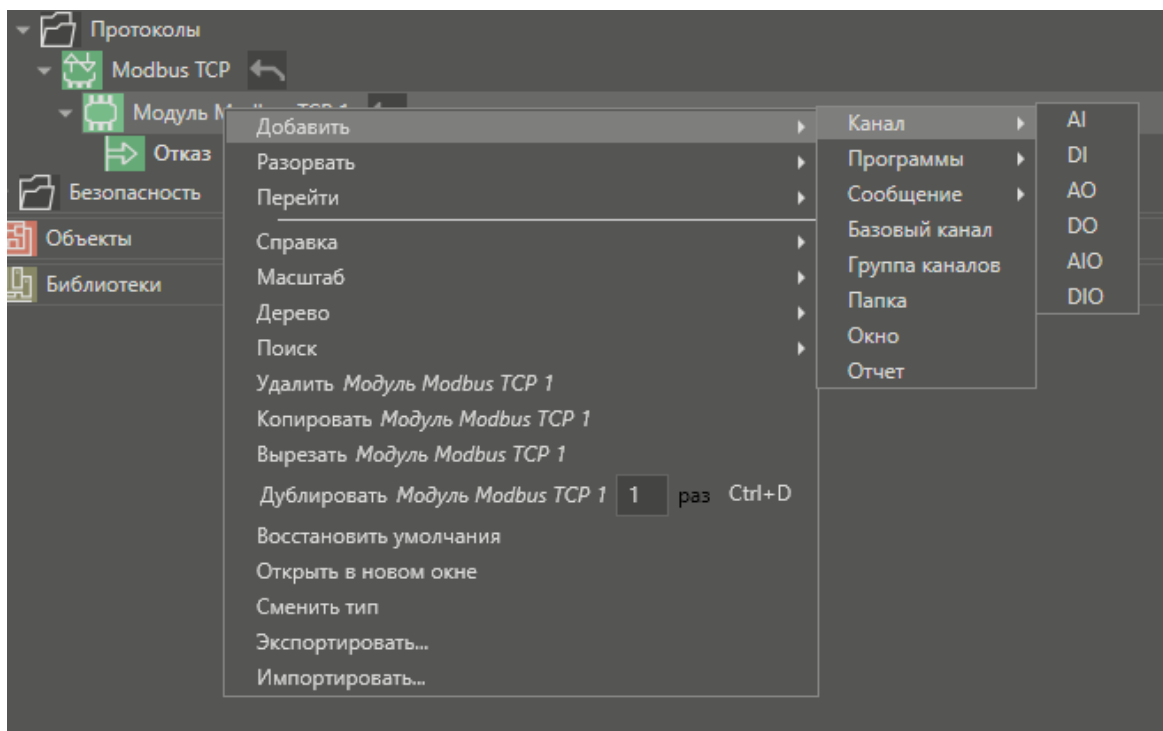 Протоколы
Modbus TCP
Модуль
Отказ
Безопасность
Объекты
Библиотеки
Добавить
Разорвать
Перейти
Справка
Масштаб
Дерево
Поиск
Удалить Модуль Modbus TCP 1
Копировать Модуль Modbus TCP 1
Вырезать Модуль Modbus TCP 1
Дублировать Модуль Modbus TCP 1 1 раз Ctrl+D
Восстановить умолчания
Открыть в новом окне
Сменить тип
Экспортировать...
Импортировать...
Канал
Программы
Сообщение
Базовый канал
Группа каналов
Папка
Окно
Отчет
AI
DI
AO
DO
AIO
DIO